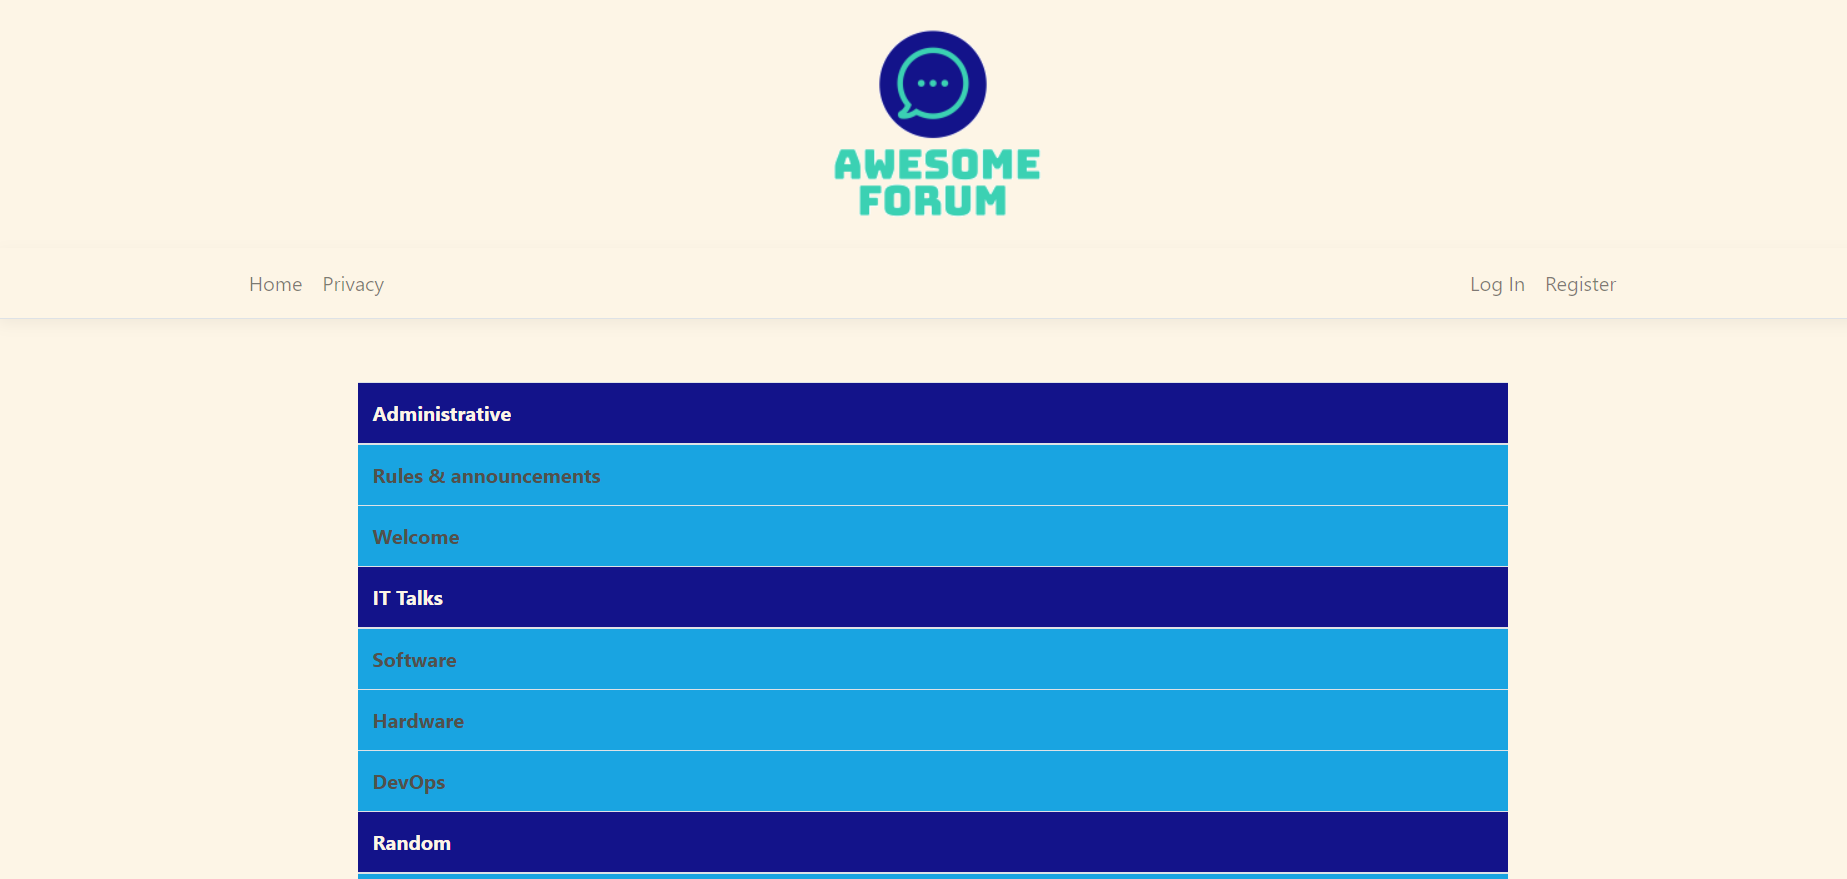 AWESOME
FORUM
Home Privacy Log In Register
Administrative
Rules & announcements
Welcome
IT Talks
Software
Hardware
DevOps
Random